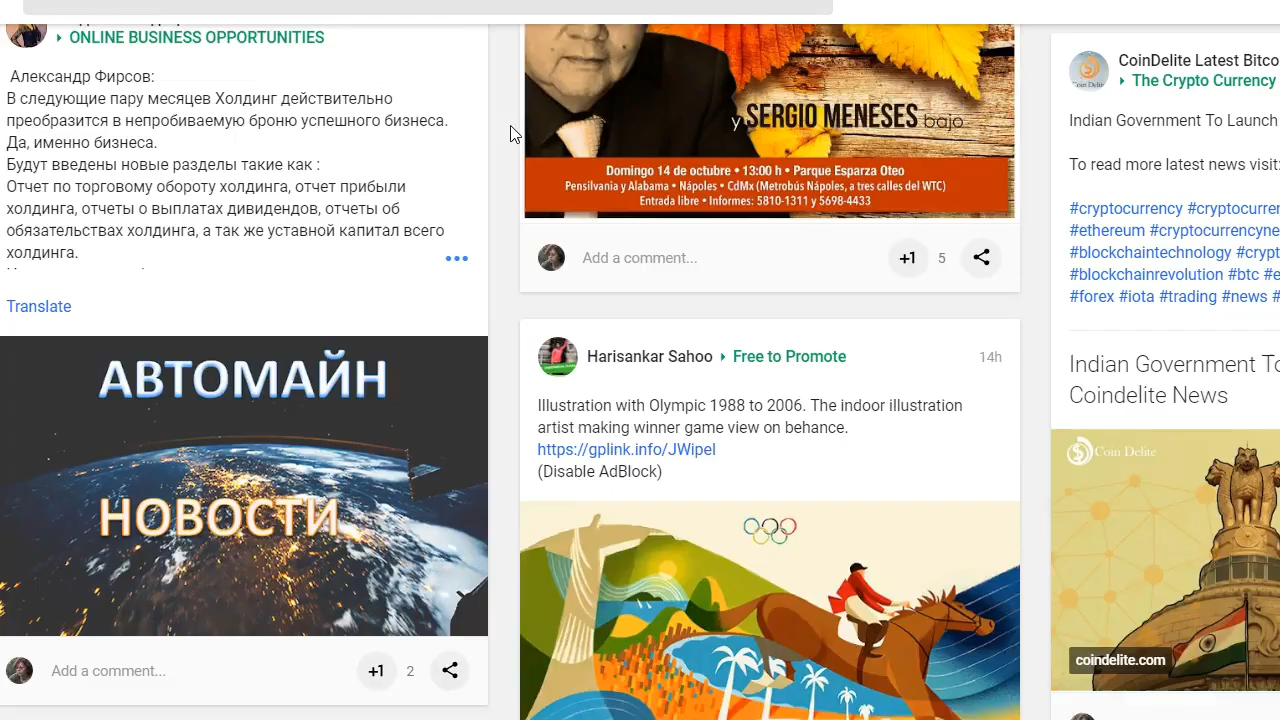 ONLINE BUSINESS OPPORTUNITIES
Александр Фирсов:
В следующие пару месяцев Холдинг действительно
преобразится в непробиваемую броню успешного бизнеса.
Да, именно бизнеса.
Будут введены новые разделы такие как :
Отчет по торговому обороту холдинга, отчет прибыли
холдинга, отчеты о выплатах дивидендов, отчеты об
обязательствах холдинга, а так же уставной капитал всего
холдинга.
Translate
АВТОМАЙН
НОВОСТИ
Add a comment...
+1
2
y SERGIO MENESES bajo
Domingo 14 de octubre • 13:00 h • Parque Esparza Oteo
Pensilvania y Alabama • Nápoles • CdMx (Metrobús Nápoles, a tres calles del WTC)
Entrada libre • Informes: 5810-1311 y 5698-4433
Add a comment...
+1
5
Harisankar Sahoo
Free to Promote
14h
Illustration with Olympic 1988 to 2006. The indoor illustration
artist making winner game view on behance.
https://gplink.info/JWipel
(Disable AdBlock)
CoinDelite Latest Bitco
The Crypto Currency
Indian Government To Launch
To read more latest news visit:
#cryptocurrency #cryptocurren
#ethereum #cryptocurrencyne
#blockchaintechnology #crypt
#blockchainrevolution #btc #e
#forex #iota #trading #news #
Indian Government To
Coindelite News
Coin Delite
coindelite.com